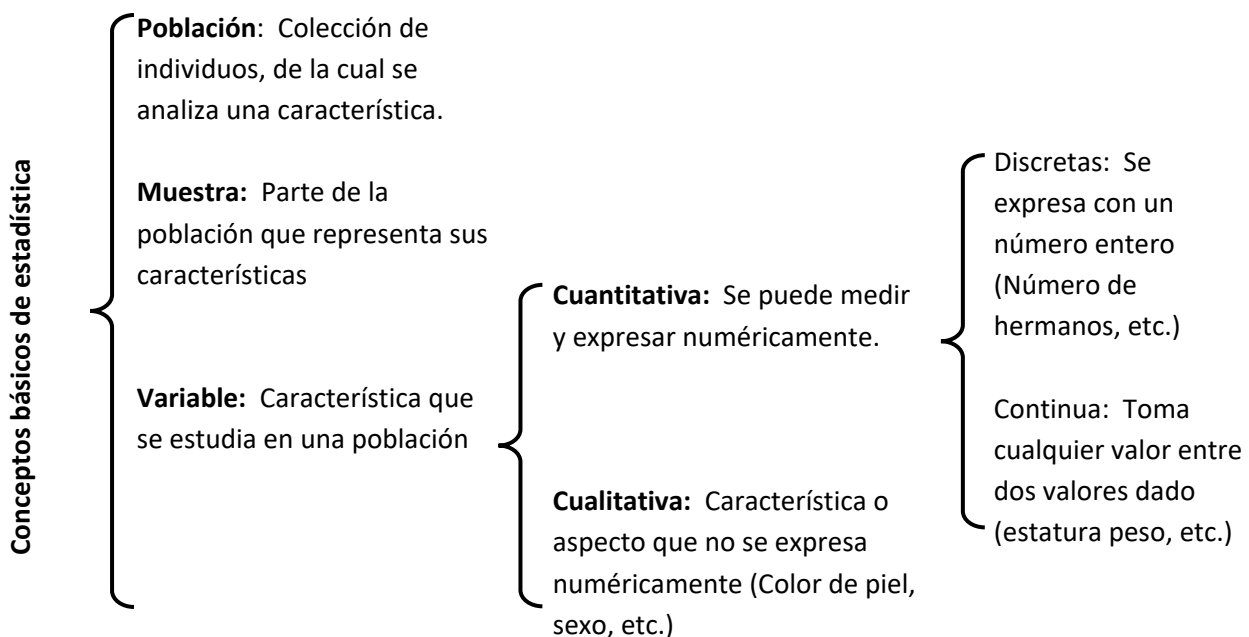 Conceptos básicos de estadística
Población: Colección de
individuos, de la cual se
analiza una característica.
Muestra: Parte de la
población que representa sus
características
Variable: Característica que
se estudia en una población
Cuantitativa: Se puede medir
y expresar numéricamente.
Cualitativa: Característica o
aspecto que no se expresa
numéricamente (Color de piel,
sexo, etc.)
Discretas: Se
expresa con un
número entero
(Número de
hermanos, etc.)
Continua: Toma
cualquier valor entre
dos valores dado
(estatura peso, etc.)